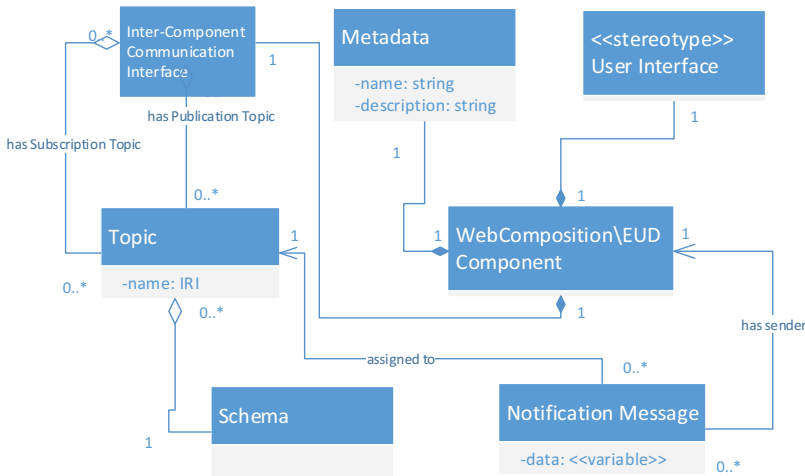 0..*
0..*
Inter-Component
Communication
Interface
1
Metadata
-name: string
-description: string
<<stereotype>>
User Interface
has Publication Topic
has Subscription Topic
1
1
0..*
1
Topic
-name: IRI
1
1
WebComposition\EUD
Component
1
0..*
0..*
1
has sender
assigned to
0..*
Schema
1
Notification Message
-data: <<variable>>
0..*